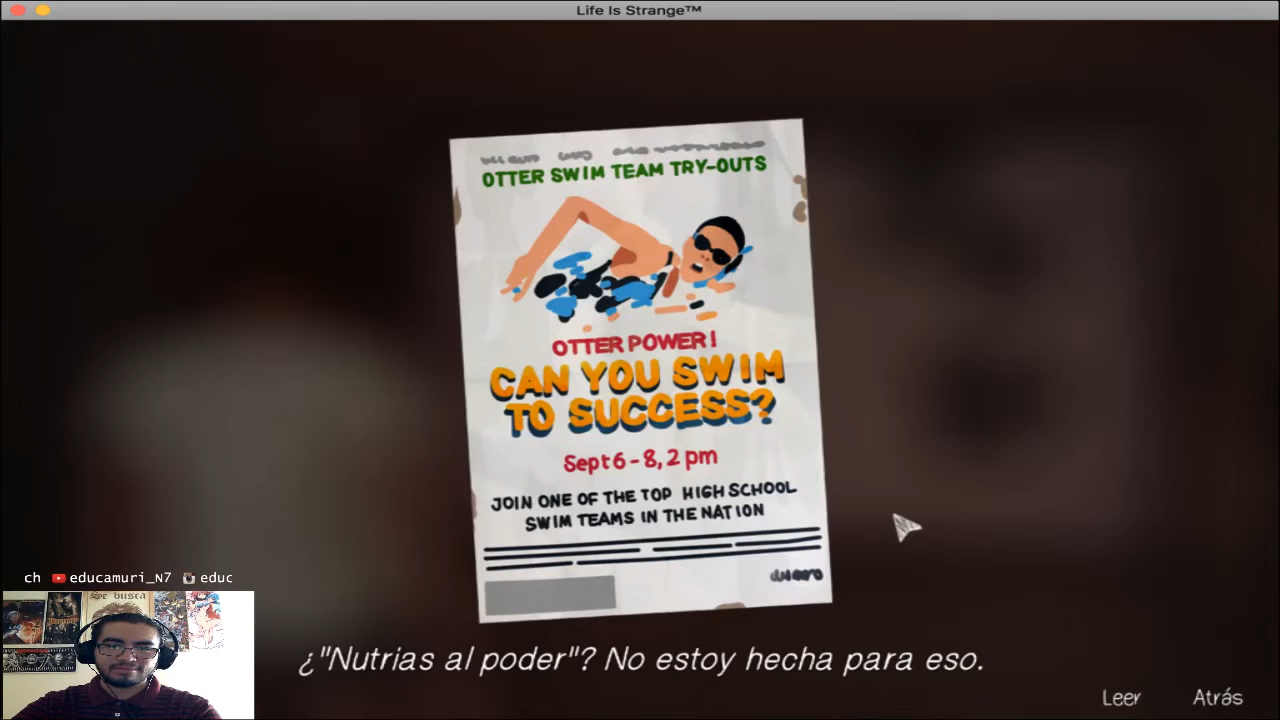 Life Is Strange™
OTTER SWIM TEAM TRY-OUTS
OTTER POWER!
CAN YOU SWIM
TO SUCCESS?
Sept 6 - 8, 2 pm
JOIN ONE OF THE TOP HIGH SCHOOL
SWIM TEAMS IN THE NATION
ch educamuri_N7 educ
Se busca
¿"Nutrias al poder"? No estoy hecha para eso.
Leer Atrás